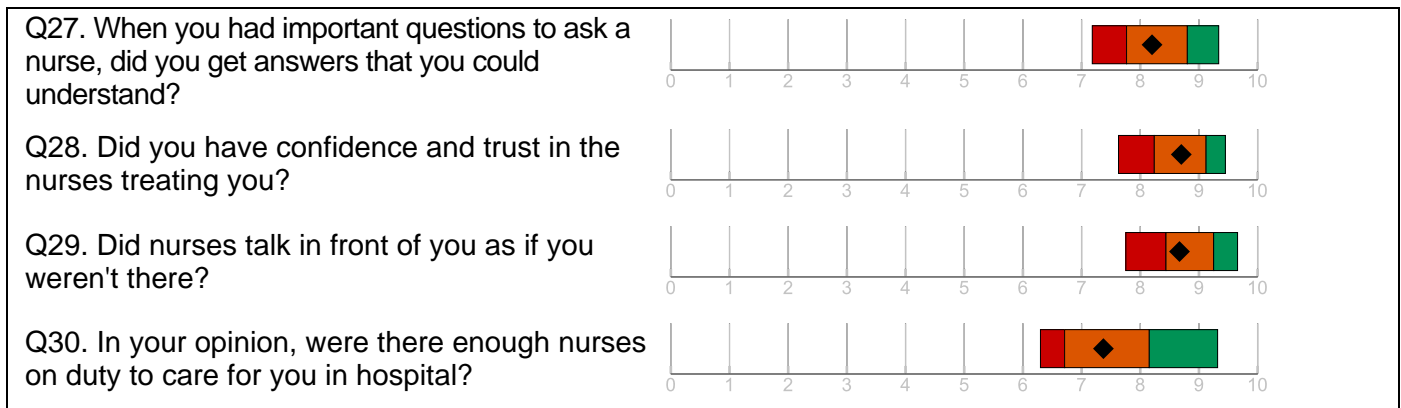 Q27. When you had important questions to ask a
nurse, did you get answers that you could
understand?
0 1 2 3 4 5 6 7 8 9 10
Q28. Did you have confidence and trust in the
nurses treating you?
0 1 2 3 4 5 6 7 8 9 10
Q29. Did nurses talk in front of you as if you
weren't there?
0 1 2 3 4 5 6 7 8 9 10
Q30. In your opinion, were there enough nurses
on duty to care for you in hospital?
0 1 2 3 4 5 6 7 8 9 10